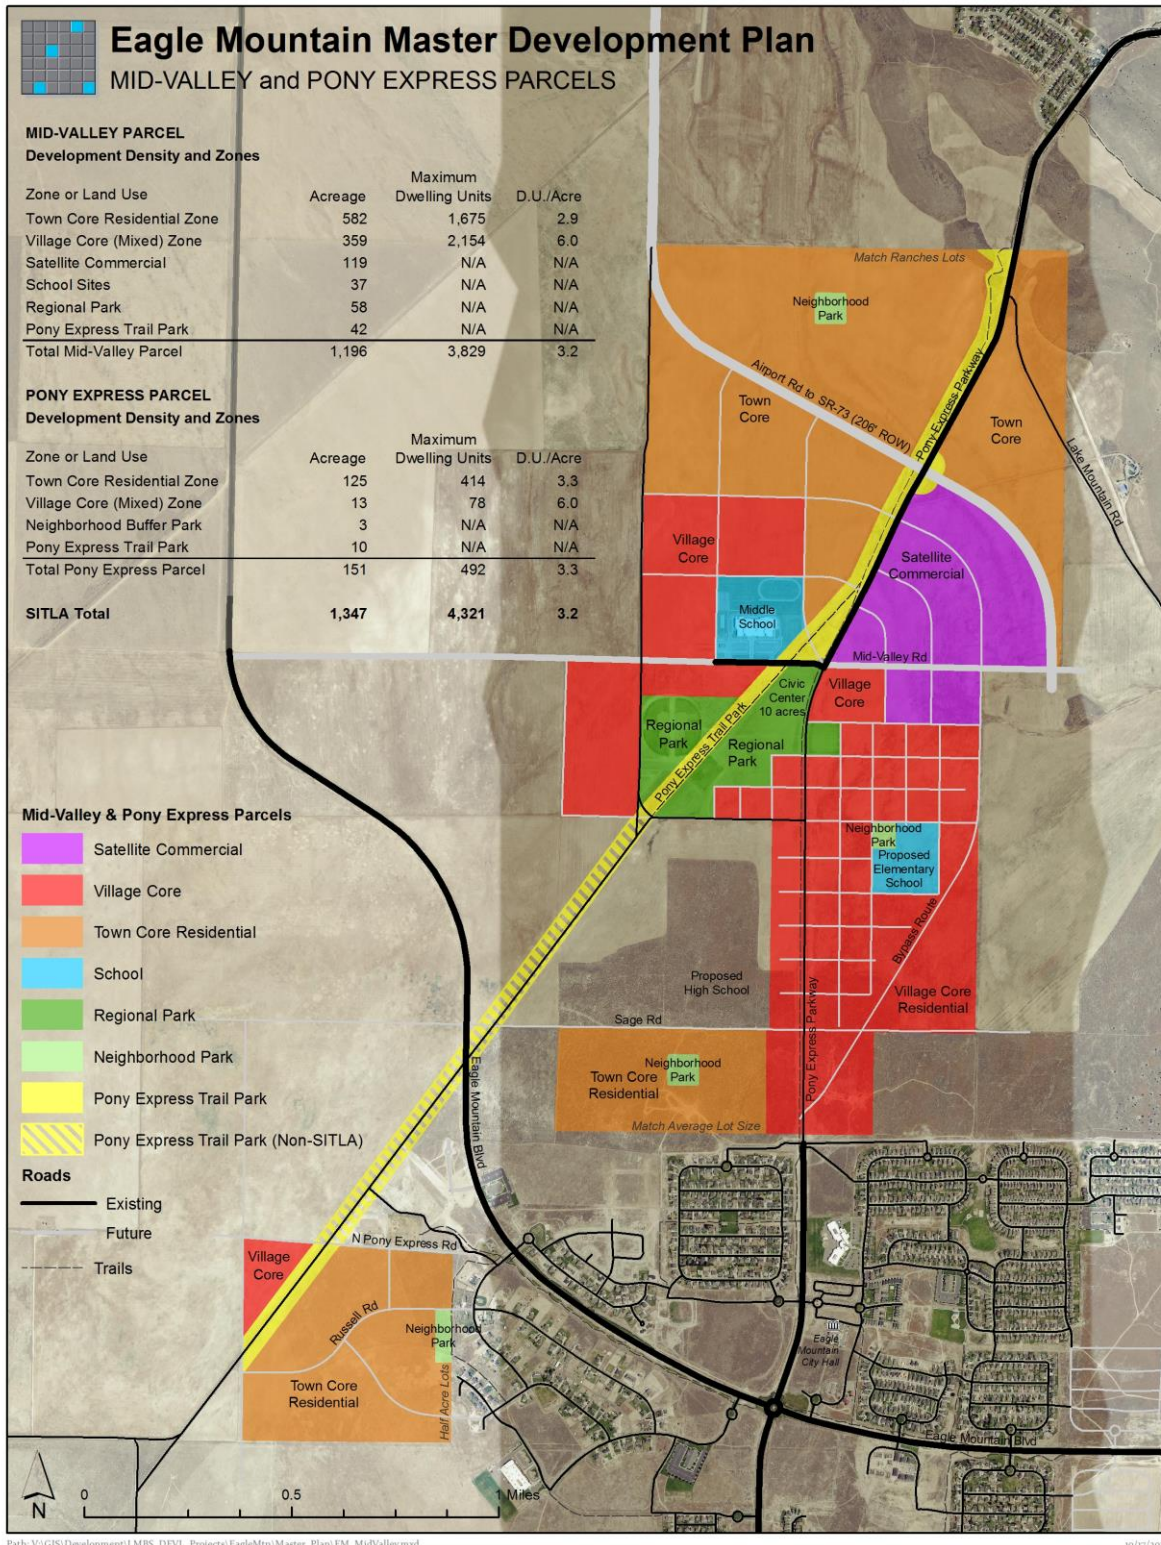 Eagle Mountain Master Development Plan
MID-VALLEY and PONY EXPRESS PARCELS
MID-VALLEY PARCEL
Development Density and Zones
Zone or Land Use Acreage Maximum Dwelling Units D.U./Acre
Town Core Residential Zone 582 1,675 2.9
Village Core (Mixed) Zone 359 2,154 6.0
Satellite Commercial 119 N/A N/A
School Sites 37 N/A N/A
Regional Park 58 N/A N/A
Pony Express Trail Park 42 N/A N/A
Total Mid-Valley Parcel 1,196 3,829 3.2
PONY EXPRESS PARCEL
Development Density and Zones
Zone or Land Use Acreage Maximum Dwelling Units D.U./Acre
Town Core Residential Zone 125 414 3.3
Village Core (Mixed) Zone 13 78 6.0
Neighborhood Buffer Park 3 N/A N/A
Pony Express Trail Park 10 N/A N/A
Total Pony Express Parcel 151 492 3.3
SITLA Total 1,347 4,321 3.2
Match Ranches Lots
Neighborhood
Park
Airport Rd to SR-73 (206' ROW)
Pony Express Parkway
Town
Core
Town
Core
Lake Mountain Rd
Village
Core
Satellite
Commercial
Middle
School
Mid-Valley Rd
Civic
Center
10 acres
Village
Core
Regional
Park
Regional
Park
Pony Express Trail Park
Neighborhood
Park
Proposed
Elementary
School
Bypass Route
Proposed
High School
Village Core
Residential
Pony Express Parkway
Sage Rd
Neighborhood
Park
Town Core
Residential
Match Average Lot Size
Eagle Mountain Blvd
Mid-Valley & Pony Express Parcels
Satellite Commercial
Village Core
Town Core Residential
School
Regional Park
Neighborhood Park
Pony Express Trail Park
Pony Express Trail Park (Non-SITLA)
Roads
Existing
Future
Trails
N Pony Express Rd
Village
Core
Russell Rd
Neighborhood
Park
Town Core
Residential
Half Acre Lots
Eagle
Mountain
City Hall
Eagle Mountain Blvd
N
0 0.5 1 Miles
Path: V:\GIS\Development\LMBS_DEVL_Projects\EagleMtn\Master_Plan\EM_MidValley.mxd